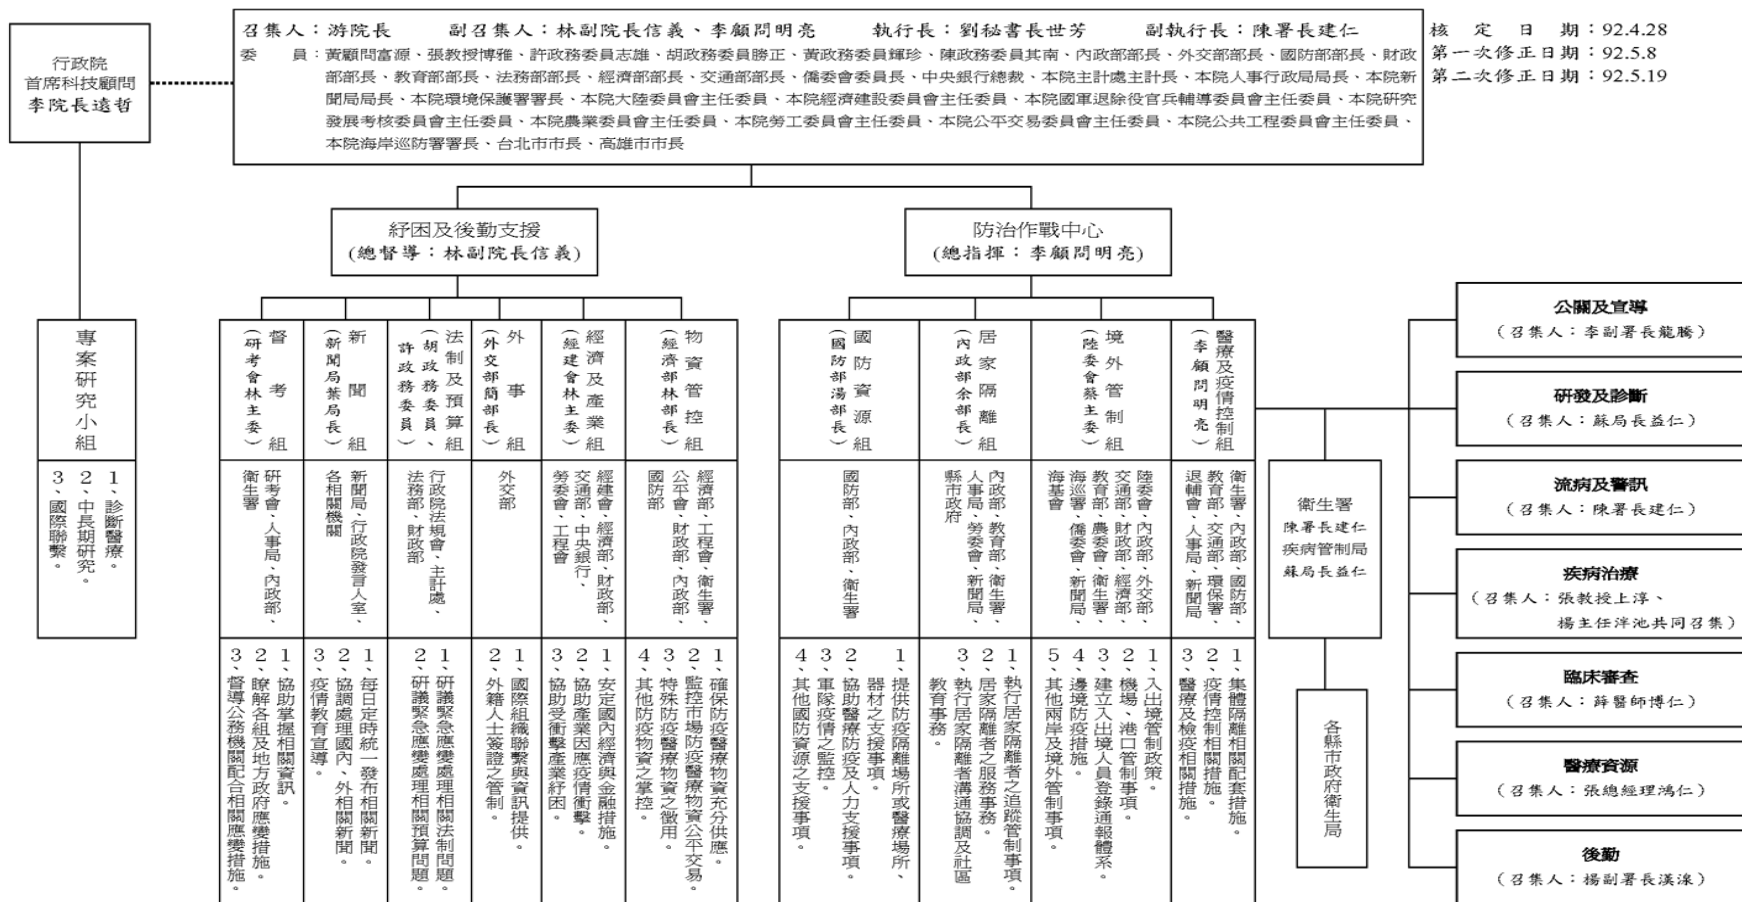 行政院
首席科技顧問
李院長遠哲
召集人：游院長　副召集人：林副院長信義、李顧問明亮　執行長：劉秘書長世芳　副執行長：陳署長建仁
委　員：黃顧問富源、張教授博雅、許政務委員志雄、胡政務委員勝正、黃政務委員輝珍、陳政務委員其南、內政部部長、外交部部長、國防部部長、財政
部部長、教育部部長、法務部部長、經濟部部長、交通部部長、僑委會委員長、中央銀行總裁、本院主計處主計長、本院人事行政局局長、本院新
聞局局長、本院環境保護署署長、本院大陸委員會主任委員、本院經濟建設委員會主任委員、本院國軍退除役官兵輔導委員會主任委員、本院研究
發展考核委員會主任委員、本院農業委員會主任委員、本院勞工委員會主任委員、本院公平交易委員會主任委員、本院公共工程委員會主任委員、
本院海岸巡防署署長、台北市市長、高雄市市長
核定日期：92.4.28
第一次修正日期：92.5.8
第二次修正日期：92.5.19
專案研究小組
1、診斷醫療。
2、中長期研究。
3、國際聯繫。
紓困及後勤支援
(總督導：林副院長信義)
防治作戰中心
(總指揮：李顧問明亮)
督考組
(研考會林主委)
研考會、人事局、內政部、
衛生署
1、協助掌握相關資訊。
2、瞭解各組及地方政府應變措施。
3、督導公務機關配合相關應變措施。
新聞組
(新聞局葉局長)
新聞局、行政院發言人室、
各相關機關
1、每日定時統一發布相關新聞。
2、協調處理國內、外相關新聞。
3、疫情教育宣導。
法制及預算組
(胡政務委員、
許政務委員)
行政院法規會、主計處、
法務部、財政部
1、研議緊急應變處理相關法制問題。
2、研議緊急應變處理相關預算問題。
外事組
(外交部簡部長)
外交部
1、國際組織聯繫與資訊提供。
2、外籍人士簽證之管制。
經濟及產業組
(經建會林主委)
經建會、經濟部、財政部、
交通部、中央銀行、
勞委會、工程會
1、安定國內經濟與金融措施。
2、協助產業因應疫情衝擊。
3、協助受衝擊產業紓困。
物資管控組
(經濟部林部長)
經濟部、工程會、衛生署、
公平會、財政部、內政部、
國防部
1、確保防疫醫療物資充分供應。
2、監控市場防疫醫療物資公平交易。
3、特殊防疫醫療物資之徵用。
4、其他防疫物資之掌控。
國防資源組
(國防部湯部長)
國防部、內政部、衛生署
1、提供防疫隔離場所或醫療場所、
器材之支援事項。
2、協助醫療防疫及人力支援事項。
3、軍隊疫情之監控。
4、其他國防資源之支援事項。
居家隔離組
(內政部余部長)
內政部、教育部、衛生署、
人事局、勞委會、新聞局、
縣市政府
1、執行居家隔離者之追蹤管制事項。
2、居家隔離者之服務事務。
3、執行居家隔離者溝通協調及社區
教育事務。
境外管制組
(陸委會蔡主委)
陸委會、內政部、外交部、
交通部、財政部、經濟部、
教育部、農委會、衛生署、
海巡署、僑委會、新聞局、
海基會
1、入出境管制政策。
2、機場、港口管制事項。
3、建立入出境人員登錄通報體系。
4、邊境防疫措施。
5、其他兩岸及境外管制事項。
醫療及疫情控制組
(李顧問明亮)
衛生署、內政部、國防部、
教育部、交通部、環保署、
退輔會、人事局、新聞局
1、集體隔離相關配套措施。
2、疫情控制相關措施。
3、醫療及檢疫相關措施。
衛生署
陳署長建仁
疾病管制局
蘇局長益仁
各縣市政府衛生局
公關及宣導
(召集人：李副署長龍騰)
研發及診斷
(召集人：蘇局長益仁)
流病及警訊
(召集人：陳署長建仁)
疾病治療
(召集人：張教授上淳、
楊主任泮池共同召集)
臨床審查
(召集人：薛醫師博仁)
醫療資源
(召集人：張總經理鴻仁)
後勤
(召集人：楊副署長漢湶)